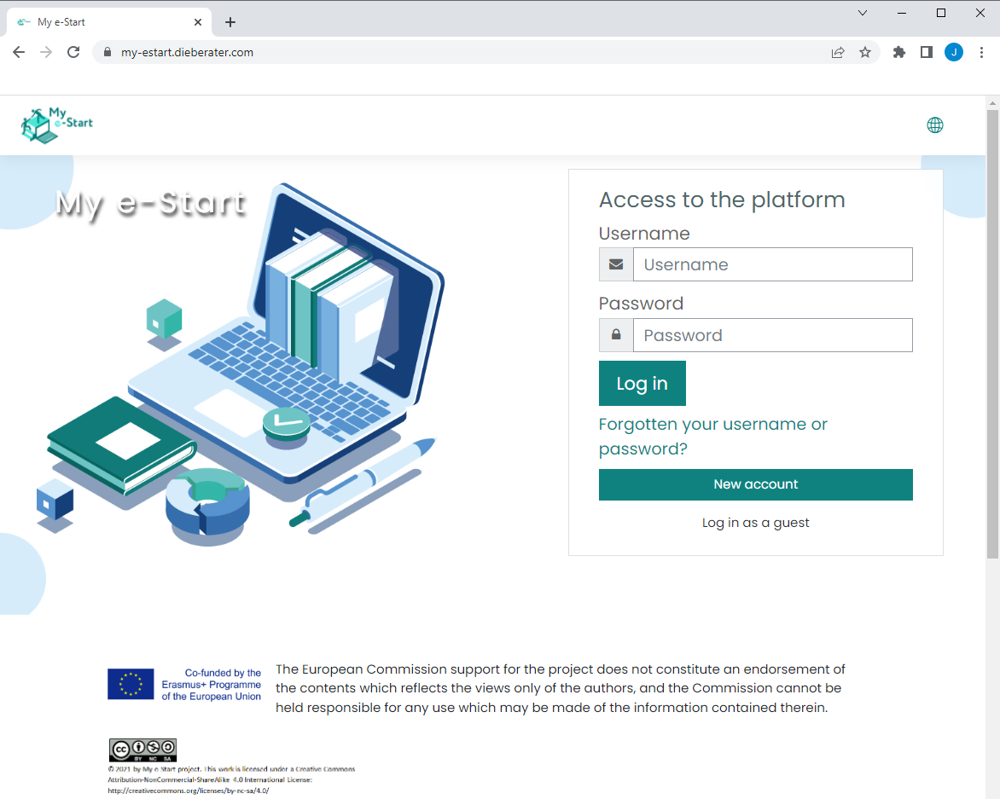 My e-Start
my-estart.dieberater.com
J
My
e-Start
My e-Start
Access to the platform
Username
Username
Password
Password
Log in
Forgotten your username or
password?
New account
Log in as a guest
Co-funded by the
Erasmus+ Programme
of the European Union
The European Commission support for the project does not constitute an endorsement of
the contents which reflects the views only of the authors, and the Commission cannot be
held responsible for any use which may be made of the information contained therein.
cc
BY NC SA
© 2021 by My e Start project. This work is licensed under a Creative Commons
Attribution-NonCommercial-ShareAlike 4.0 International License:
http://creativecommons.org/licenses/by-nc-sa/4.0/